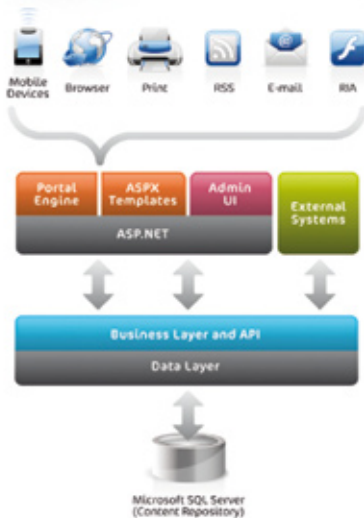 Mobile
Devices
Browser
Print
RSS
E-mail
RIA
Portal
Engine
ASPX
Templates
Admin
UI
External
Systems
ASP.NET
Business Layer and API
Data Layer
Microsoft SQL Server
(Content Repository)